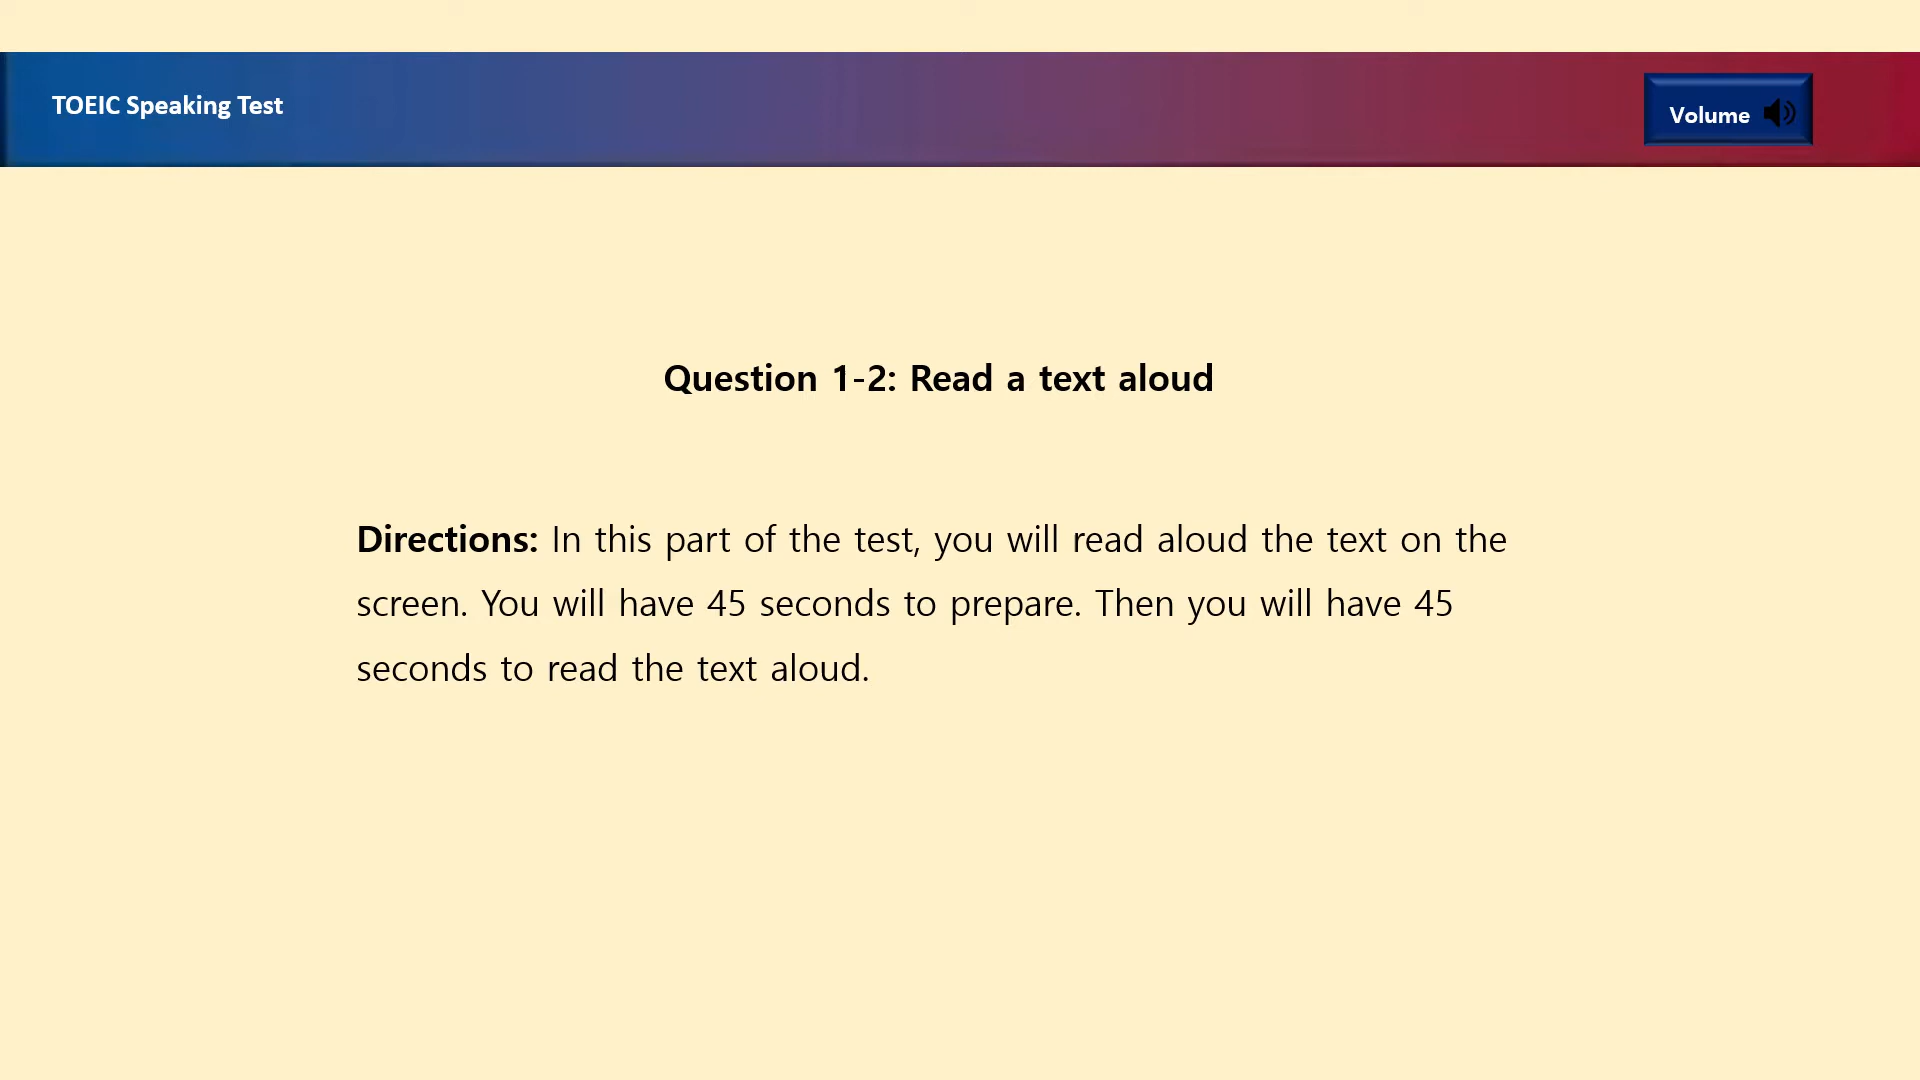 TOEIC Speaking Test
Volume
Question 1-2: Read a text aloud
Directions: In this part of the test, you will read aloud the text on the
screen. You will have 45 seconds to prepare. Then you will have 45
seconds to read the text aloud.